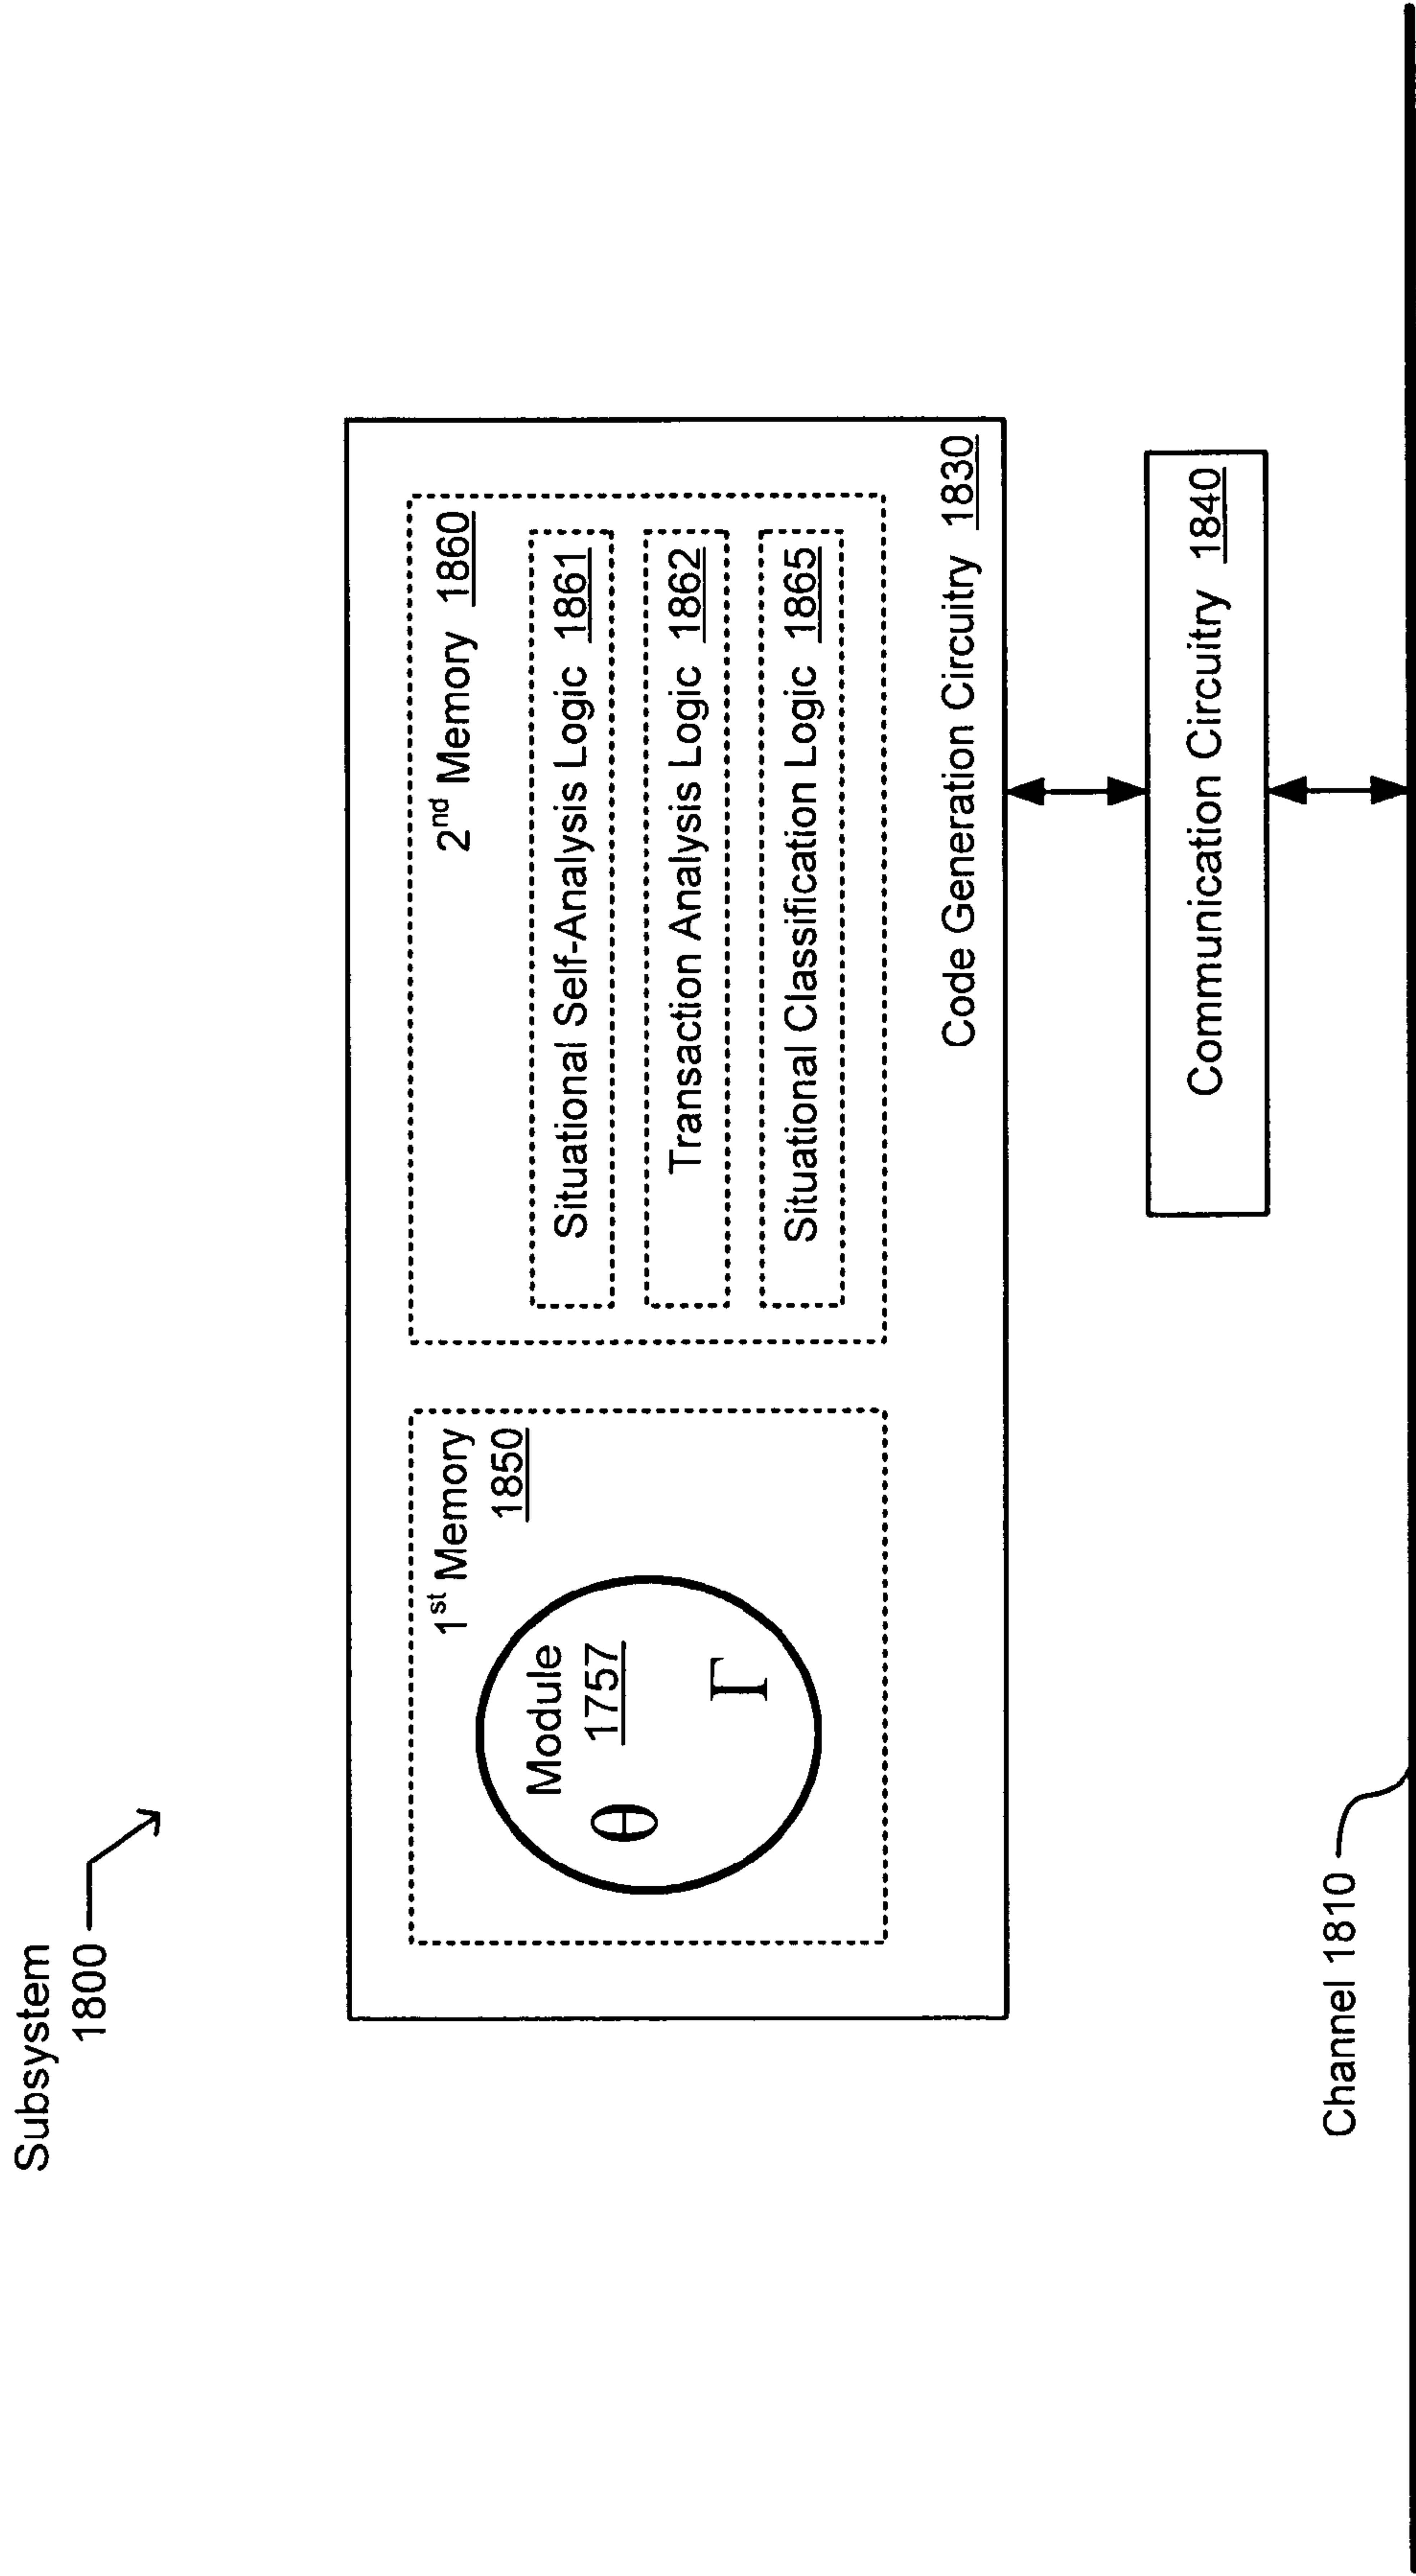 Subsystem
1800
1st Memory
1850
Module
1757
θ
Γ
2nd Memory 1860
Situational Self-Analysis Logic 1861
Transaction Analysis Logic 1862
Situational Classification Logic 1865
Code Generation Circuitry 1830
Communication Circuitry 1840
Channel 1810